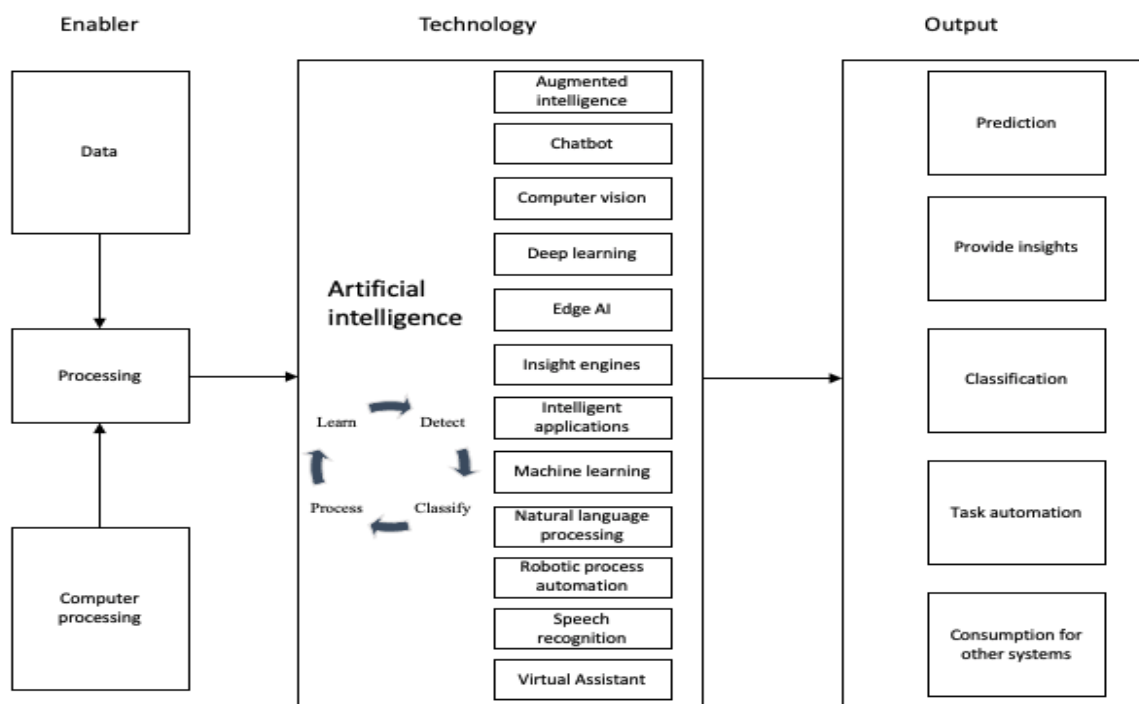 Enabler
Technology
Output
Data
Processing
Computer
processing
Artificial
intelligence
Learn
Detect
Process
Classify
Augmented
intelligence
Chatbot
Computer vision
Deep learning
Edge AI
Insight engines
Intelligent
applications
Machine learning
Natural language
processing
Robotic process
automation
Speech
recognition
Virtual Assistant
Prediction
Provide insights
Classification
Task automation
Consumption for
other systems